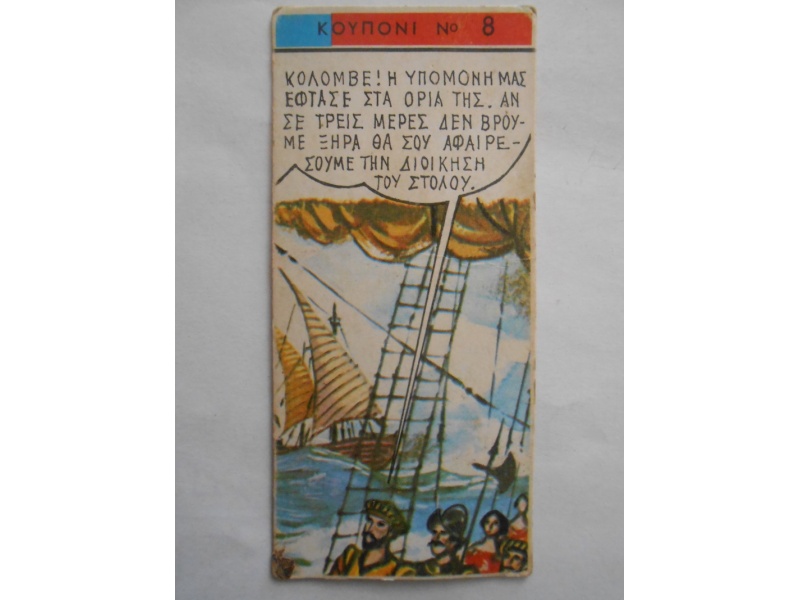 ΚΟΥΠΟΝΙ Νο 8
ΚΟΛΟΜΒΕ! Η ΥΠΟΜΟΝΗ ΜΑΣ
ΕΦΤΑΣΕ ΣΤΑ ΟΡΙΑ ΤΗΣ. ΑΝ
ΣΕ ΤΡΕΙΣ ΜΕΡΕΣ ΔΕΝ ΒΡΟΥ-
ΜΕ ΞΗΡΑ ΘΑ ΣΟΥ ΑΦΑΙΡΕ-
ΣΟΥΜΕ ΤΗΝ ΔΙΟΙΚΗΣΗ
ΤΟΥ ΣΤΟΛΟΥ.